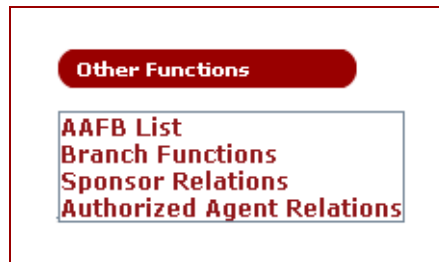 Other Functions
AAFB List
Branch Functions
Sponsor Relations
Authorized Agent Relations